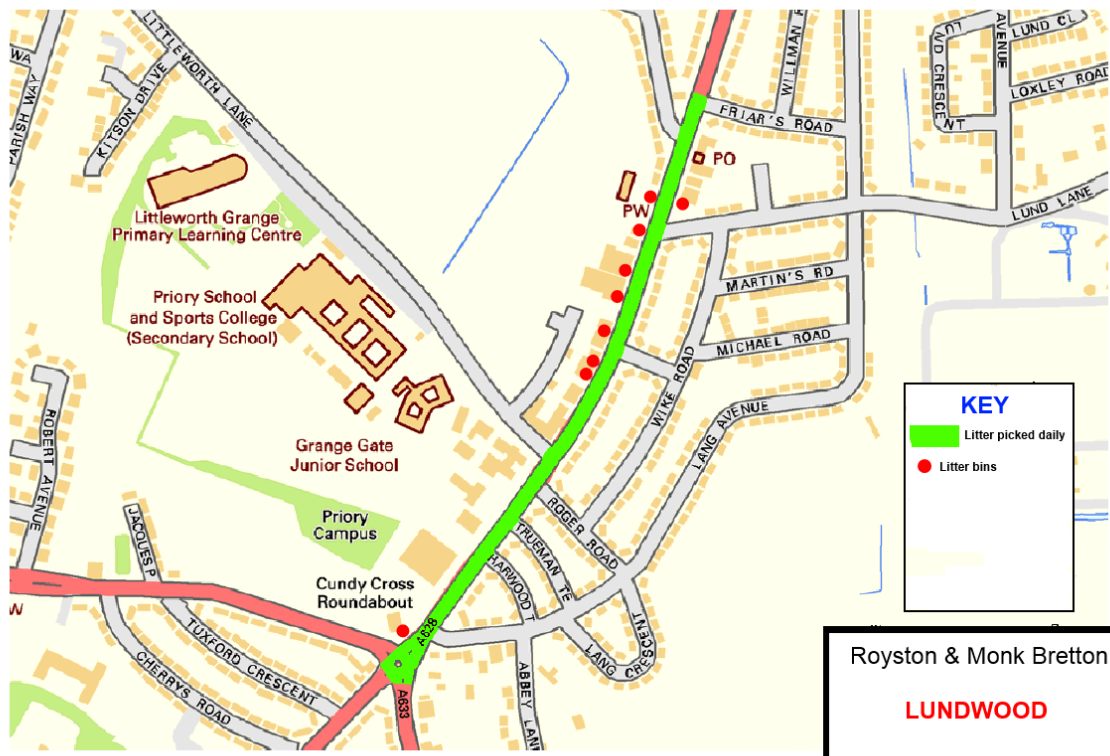 LITTLEWORTH LANE
KITSON DRIVE
PARISH WAY
WA
WILLMAN R
FRIAR'S ROAD
LUND CRESCENT
LUND CL
AVENUE
LOXLEY ROAD
PO
PW
LUND LANE
Littleworth Grange
Primary Learning Centre
Priory School
and Sports College
(Secondary School)
MARTIN'S RD
MICHAEL ROAD
WIKE ROAD
LANG AVENUE
KEY
Litter picked daily
Litter bins
Grange Gate
Junior School
ROBERT AVENUE
ROGER ROAD
Priory
Campus
JACQUES P
TRUEMAN TE
HARWOOD T
Cundy Cross
Roundabout
W
A628
TUXFORD CRESCENT
CHERRYS ROAD
LANG CRESCENT
ABBEY LAN
A633
Royston & Monk Bretton
LUNDWOOD